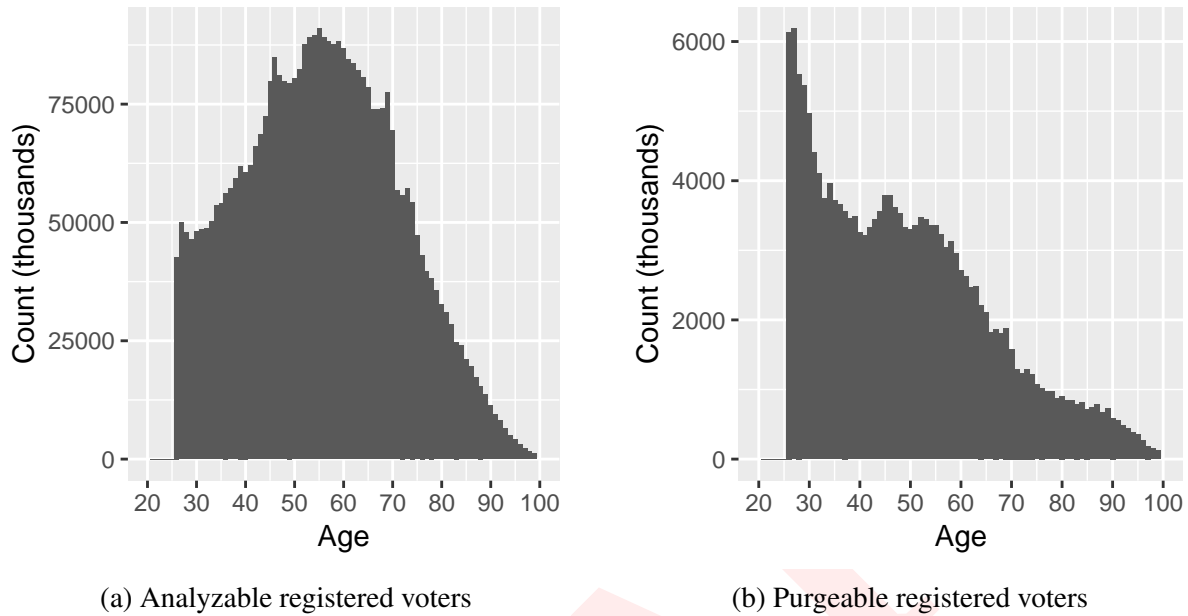 75000
50000
25000
0
Count (thousands)
20 30 40 50 60 70 80 90 100
Age
(a) Analyzable registered voters
6000
4000
2000
0
Count (thousands)
20 30 40 50 60 70 80 90 100
Age
(b) Purgeable registered voters